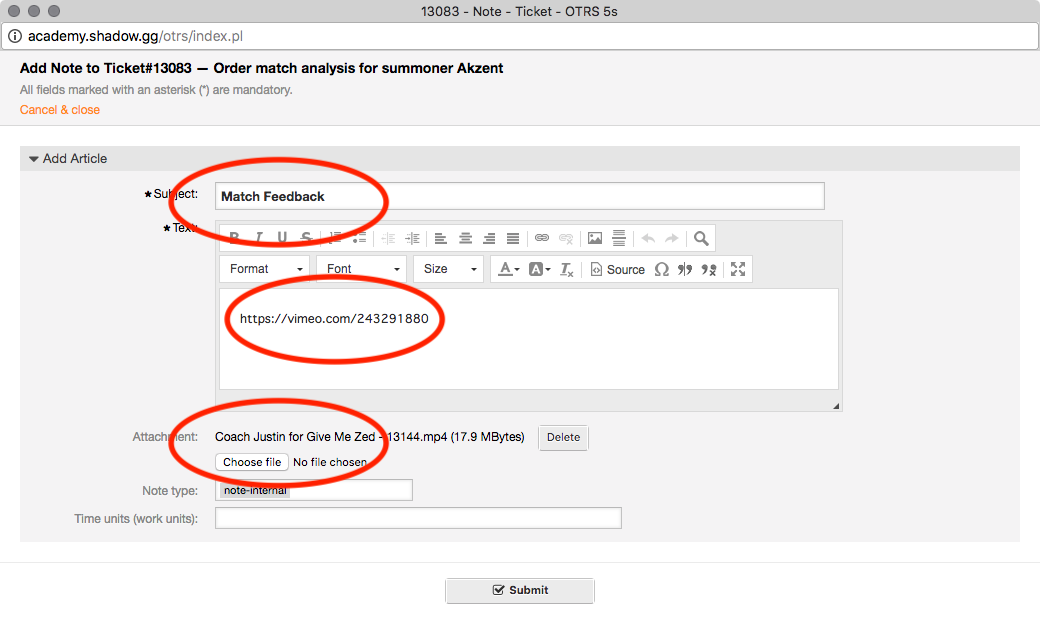 13083 - Note - Ticket - OTRS 5s
academy.shadow.gg/otrs/index.pl
Add Note to Ticket#13083 — Order match analysis for summoner Akzent
All fields marked with an asterisk (*) are mandatory.
Cancel & close
Add Article
* Subject: Match Feedback
* Text:
B I U S
Format Font Size A A Tx Source Ω
https://vimeo.com/243291880
Attachment: Coach Justin for Give Me Zed - 13144.mp4 (17.9 MBytes) Delete
Choose file No file chosen
Note type: note-internal
Time units (work units):
Submit